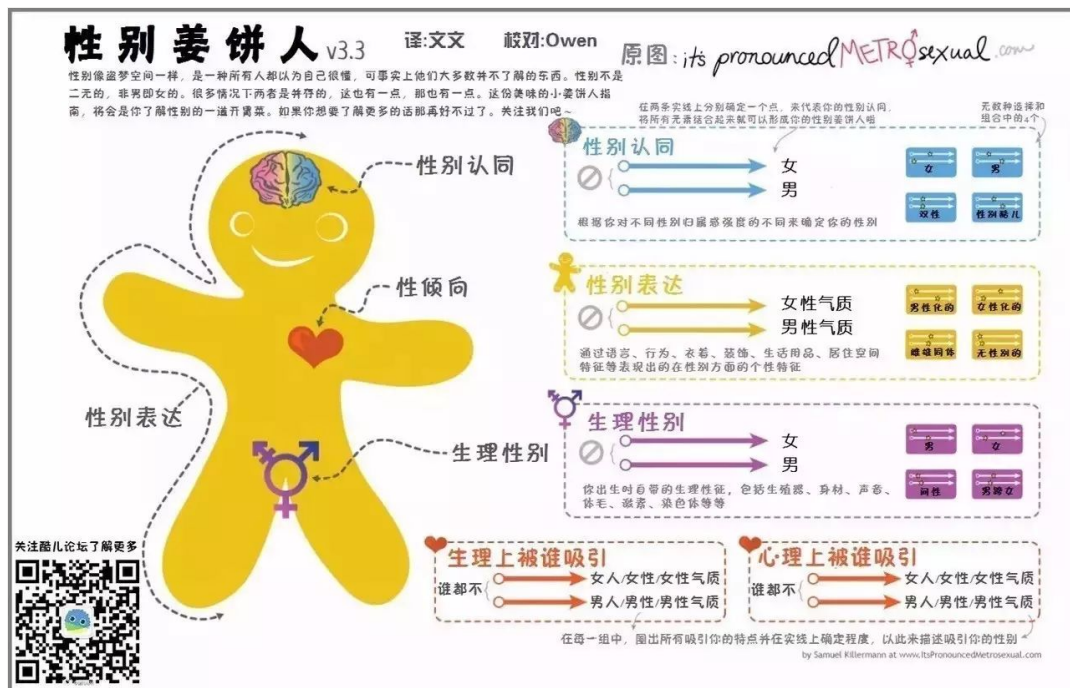 性别姜饼人 v3.3 译:文文 校对:Owen 原图:it's pronounced METROsexual.com
性别像盗梦空间一样，是一种所有人都以为自己很懂，可事实上他们大多数并不了解的东西。性别不是
二元的，非男即女的。很多情况下两者是并存的，这也有一点，那也有一点。这份美味的小姜饼人指
南，将会是你了解性别的一道开胃菜。如果你想要了解更多的话那再好不过了。关注我们吧~
性别认同
性倾向
性别表达
生理性别
关注酷儿论坛了解更多
在两条实线上分别确定一个点，来代表你的性别认同，
将所有元素结合起来就可以形成你的性别姜饼人啦
无数种选择和
组合中的4个
性别认同
女
男
根据你对不同性别归属感强度的不同来确定你的性别
女 男
双性 性别酷儿
性别表达
女性气质
男性气质
通过语言、行为、衣着、装饰、生活用品、居住空间
特征等表现出的在性别方面的个性特征
男性化的 女性化的
雌雄同体 无性别的
生理性别
女
男
你出生时自带的生理性征，包括生殖器、身材、声音、
体毛、激素、染色体等等
男 女
间性 男跨女
生理上被谁吸引
谁都不
女人/女性/女性气质
男人/男性/男性气质
心理上被谁吸引
谁都不
女人/女性/女性气质
男人/男性/男性气质
在每一组中，圈出所有吸引你的特点并在实线上确定程度，以此来描述吸引你的性别
by Samuel Killermann at www.ItsPronouncedMetrosexual.com